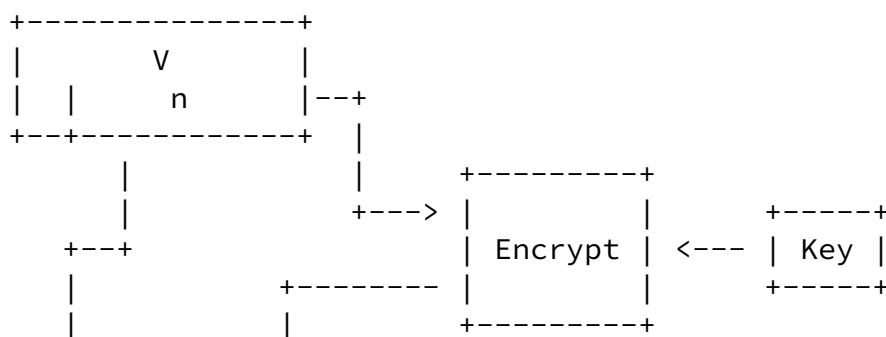 +--------------+
|       V      |
|  |     n     |--+
+--+-----------+  |
      |           |     +---------+
      |           +---> |         |      +-----+
   +--+                 | Encrypt | <--- | Key |
   |          +-------- |         |      +-----+
   |          |         +---------+